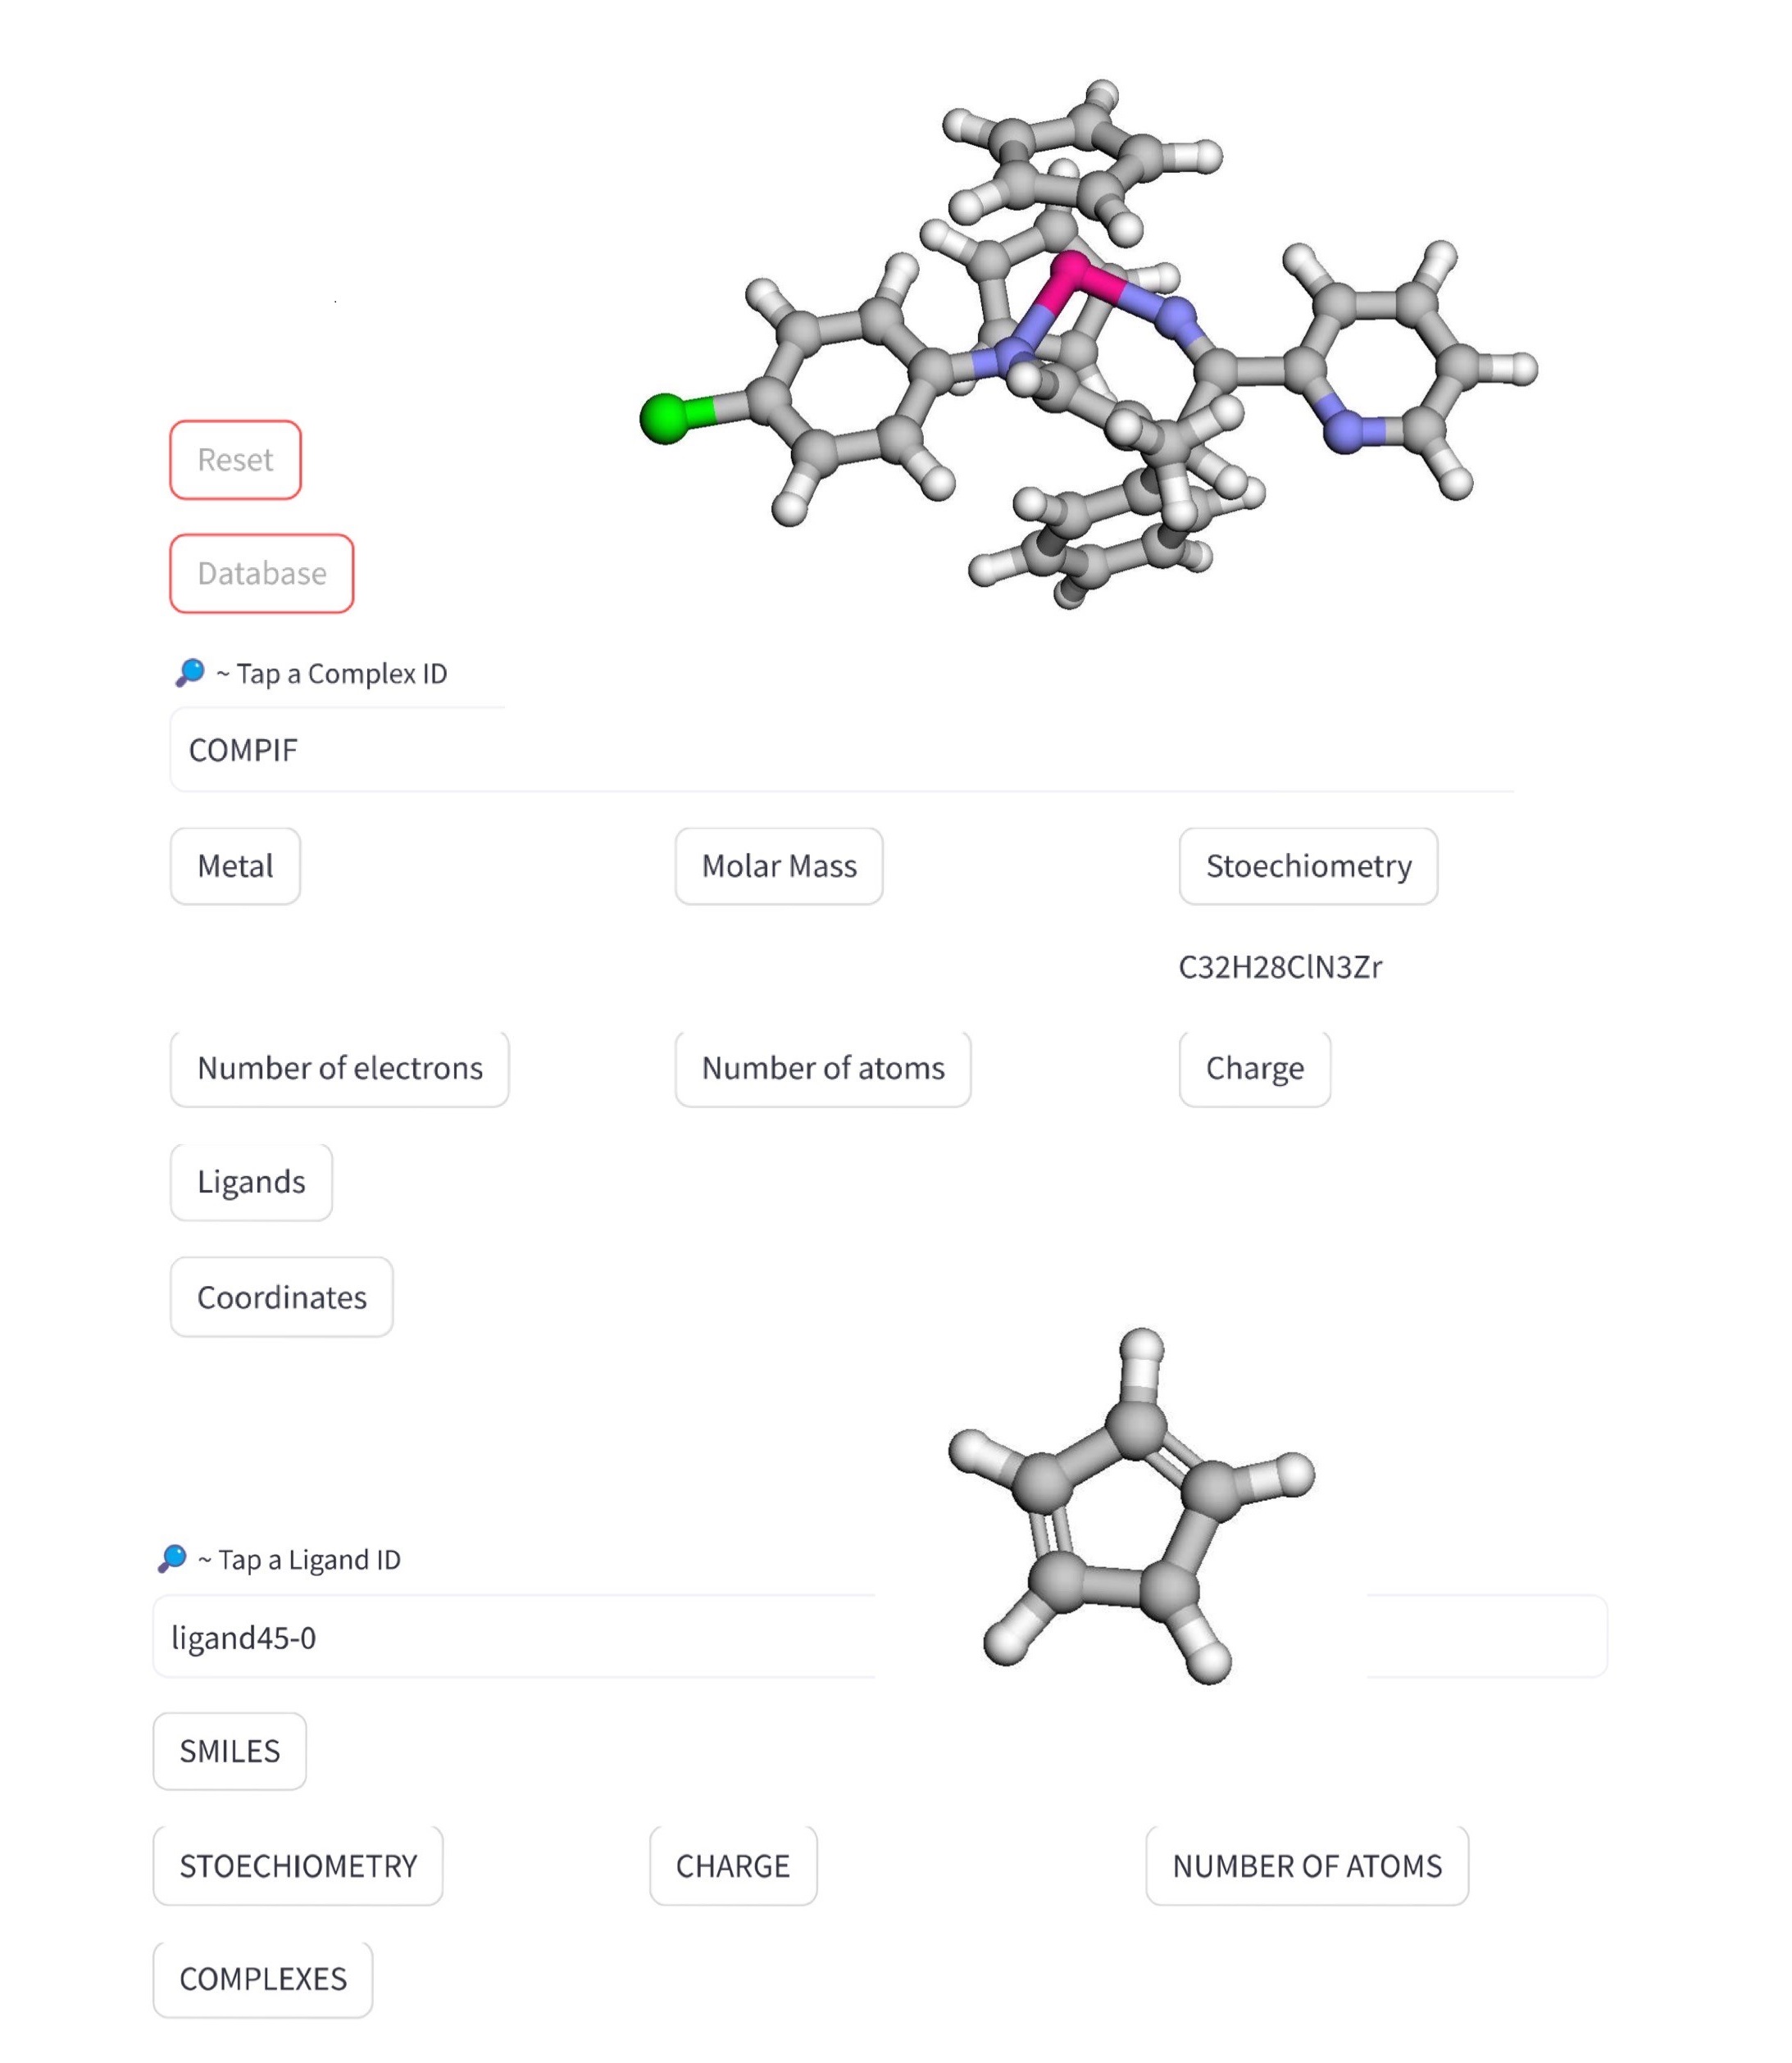 Reset
Database
~ Tap a Complex ID
COMPIF
Metal
Molar Mass
Stoechiometry
C32H28ClN3Zr
Number of electrons
Number of atoms
Charge
Ligands
Coordinates
~ Tap a Ligand ID
ligand45-0
SMILES
STOECHIOMETRY
CHARGE
NUMBER OF ATOMS
COMPLEXES